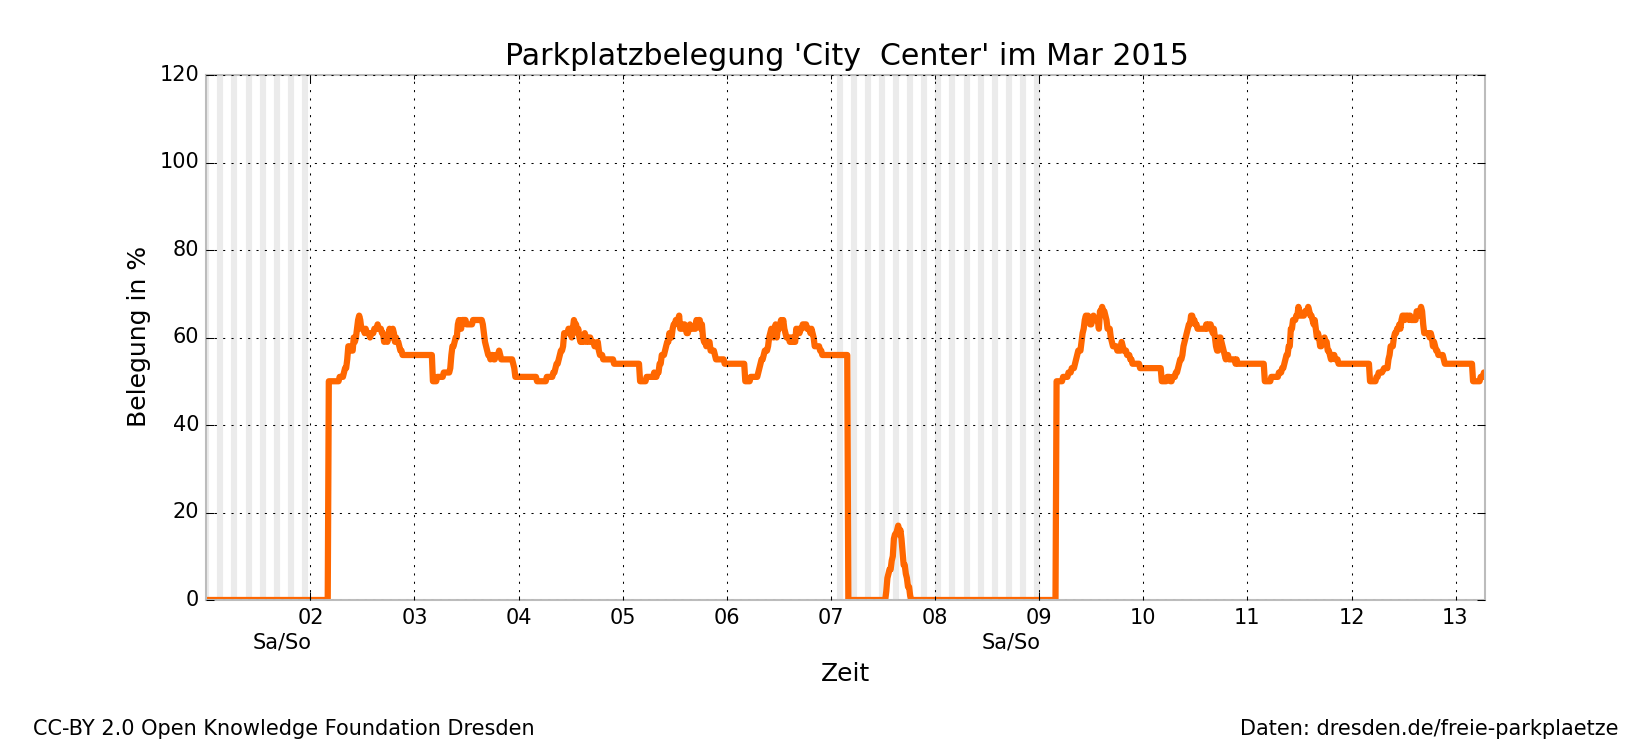 Parkplatzbelegung 'City  Center' im Mar 2015
120
100
80
60
40
20
0
Belegung in %
02 03 04 05 06 07 08 09 10 11 12 13
Sa/So Sa/So
Zeit
CC-BY 2.0 Open Knowledge Foundation Dresden
Daten: dresden.de/freie-parkplaetze